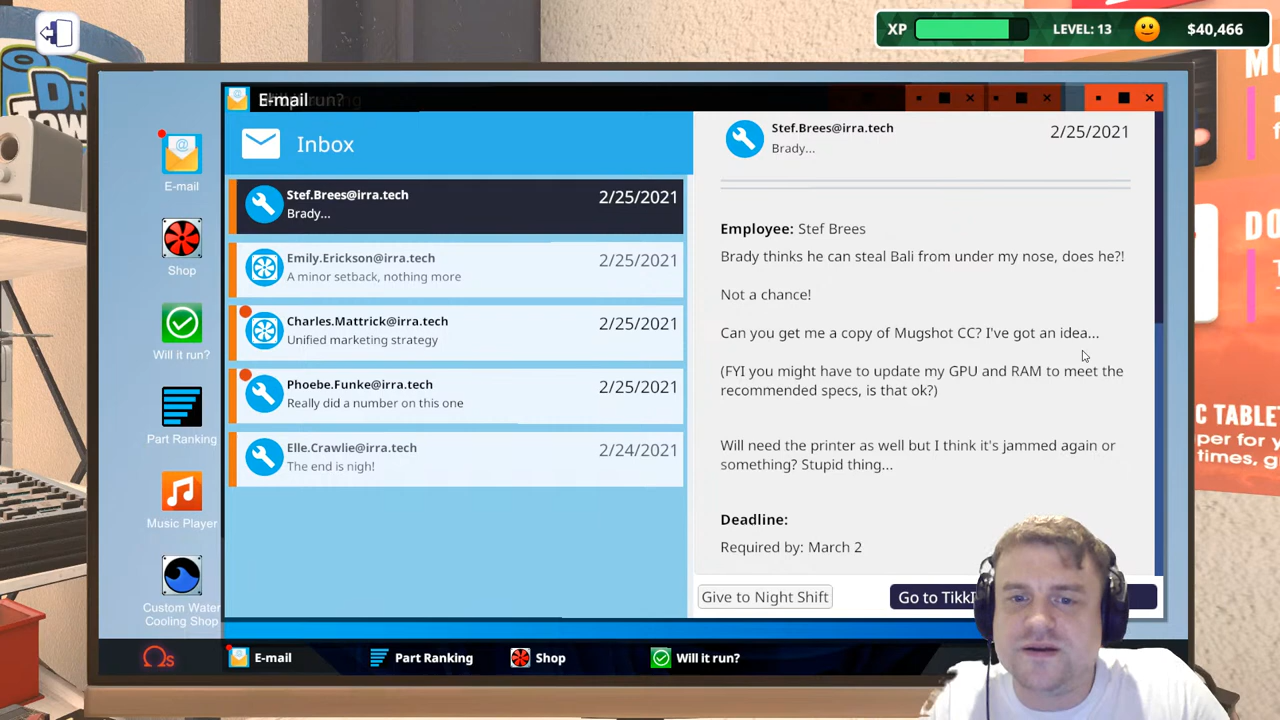 XP
LEVEL: 13
$40,466
E-mail
Inbox
Stef.Brees@irra.tech
2/25/2021
Brady...
Emily.Erickson@irra.tech
2/25/2021
A minor setback, nothing more
Charles.Mattrick@irra.tech
2/25/2021
Unified marketing strategy
Phoebe.Funke@irra.tech
2/25/2021
Really did a number on this one
Elle.Crawlie@irra.tech
2/24/2021
The end is nigh!
Stef.Brees@irra.tech
2/25/2021
Brady...
Employee: Stef Brees
Brady thinks he can steal Bali from under my nose, does he?!
Not a chance!
Can you get me a copy of Mugshot CC? I've got an idea...
(FYI you might have to update my GPU and RAM to meet the
recommended specs, is that ok?)
Will need the printer as well but I think it's jammed again or
something? Stupid thing...
Deadline:
Required by: March 2
Give to Night Shift
Go to
E-mail
Shop
Will it run?
Part Ranking
Music Player
Custom Water
Cooling Shop
E-mail
Part Ranking
Shop
Will it run?